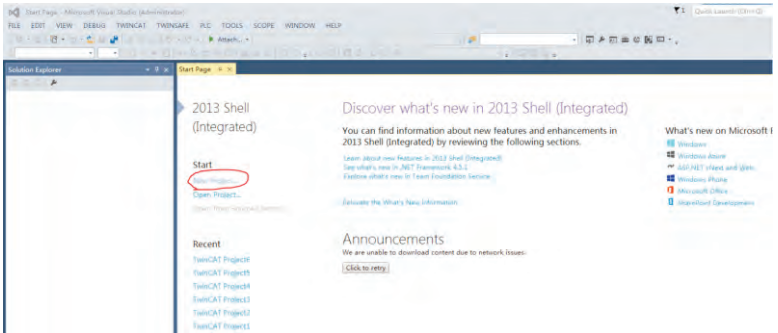 Start Page - Microsoft Visual Studio (Administrator)
1 Quick Launch (Ctrl+Q)
FILE EDIT VIEW DEBUG TWINCAT TWINSAFE PLC TOOLS SCOPE WINDOW HELP
Attach...
Solution Explorer
Start Page
2013 Shell
(Integrated)
Start
New Project...
Open Project...
Recent
TwinCAT Project6
TwinCAT Project5
TwinCAT Project4
TwinCAT Project3
TwinCAT Project2
TwinCAT Project1
Discover what's new in 2013 Shell (Integrated)
You can find information about new features and enhancements in
2013 Shell (Integrated) by reviewing the following sections.
Learn about new features in 2013 Shell (Integrated)
See what's new in .NET Framework 4.5.1
Explore what's new in Team Foundation Service
Relocate the What's New Information
Announcements
We are unable to download content due to network issues.
Click to retry
What's new on Microsoft
Windows
Windows Azure
ASP.NET vNext and
Windows Phone
Microsoft Office
SharePoint Development